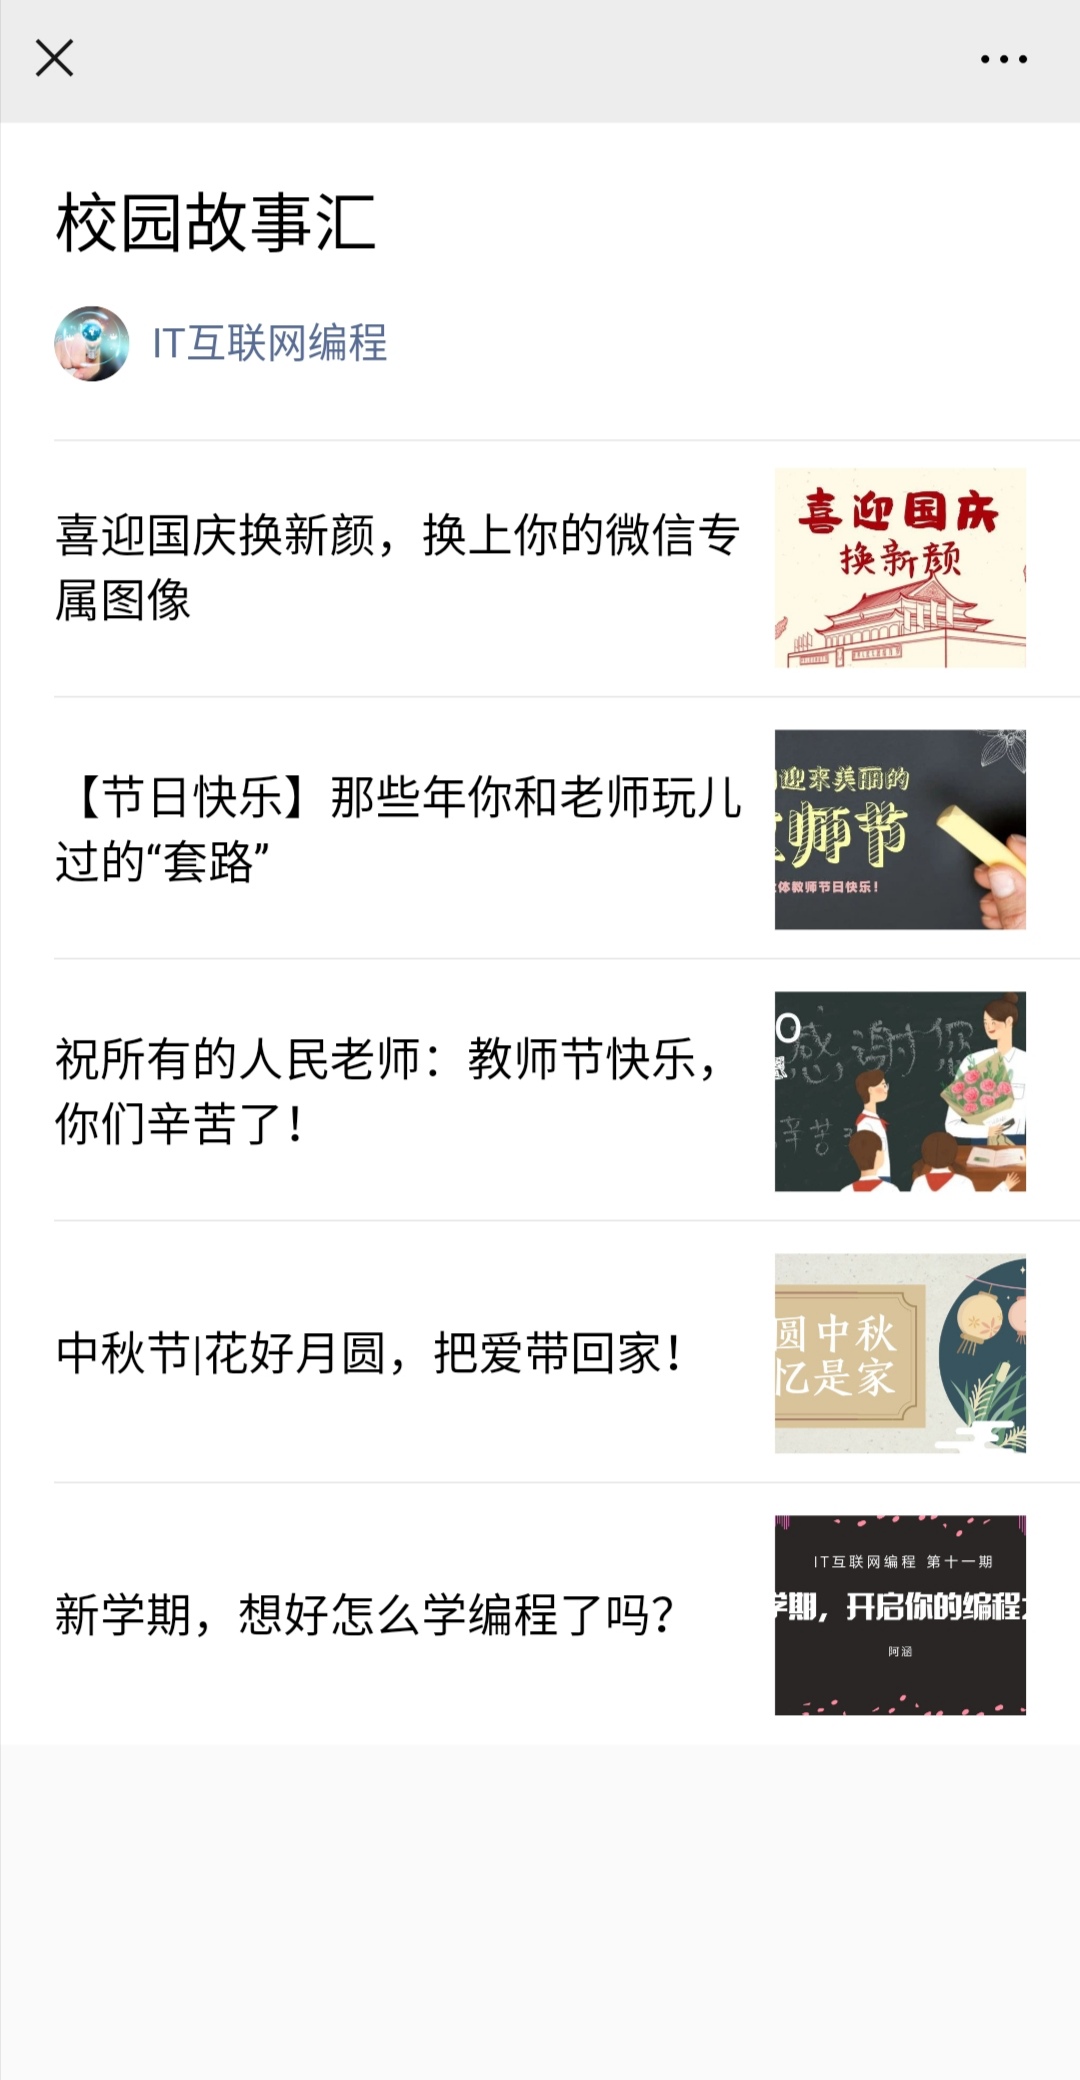 校园故事汇
IT互联网编程
喜迎国庆换新颜，换上你的微信专
属图像
喜迎国庆
换新颜
【节日快乐】那些年你和老师玩儿
过的“套路”
迎来美丽的
师节
体教师节日快乐！
祝所有的人民老师：教师节快乐，
你们辛苦了！
感谢您
辛苦
中秋节|花好月圆，把爱带回家！
圆中秋
忆是家
新学期，想好怎么学编程了吗？
IT互联网编程 第十一期
学期，开启你的编程
阿涵